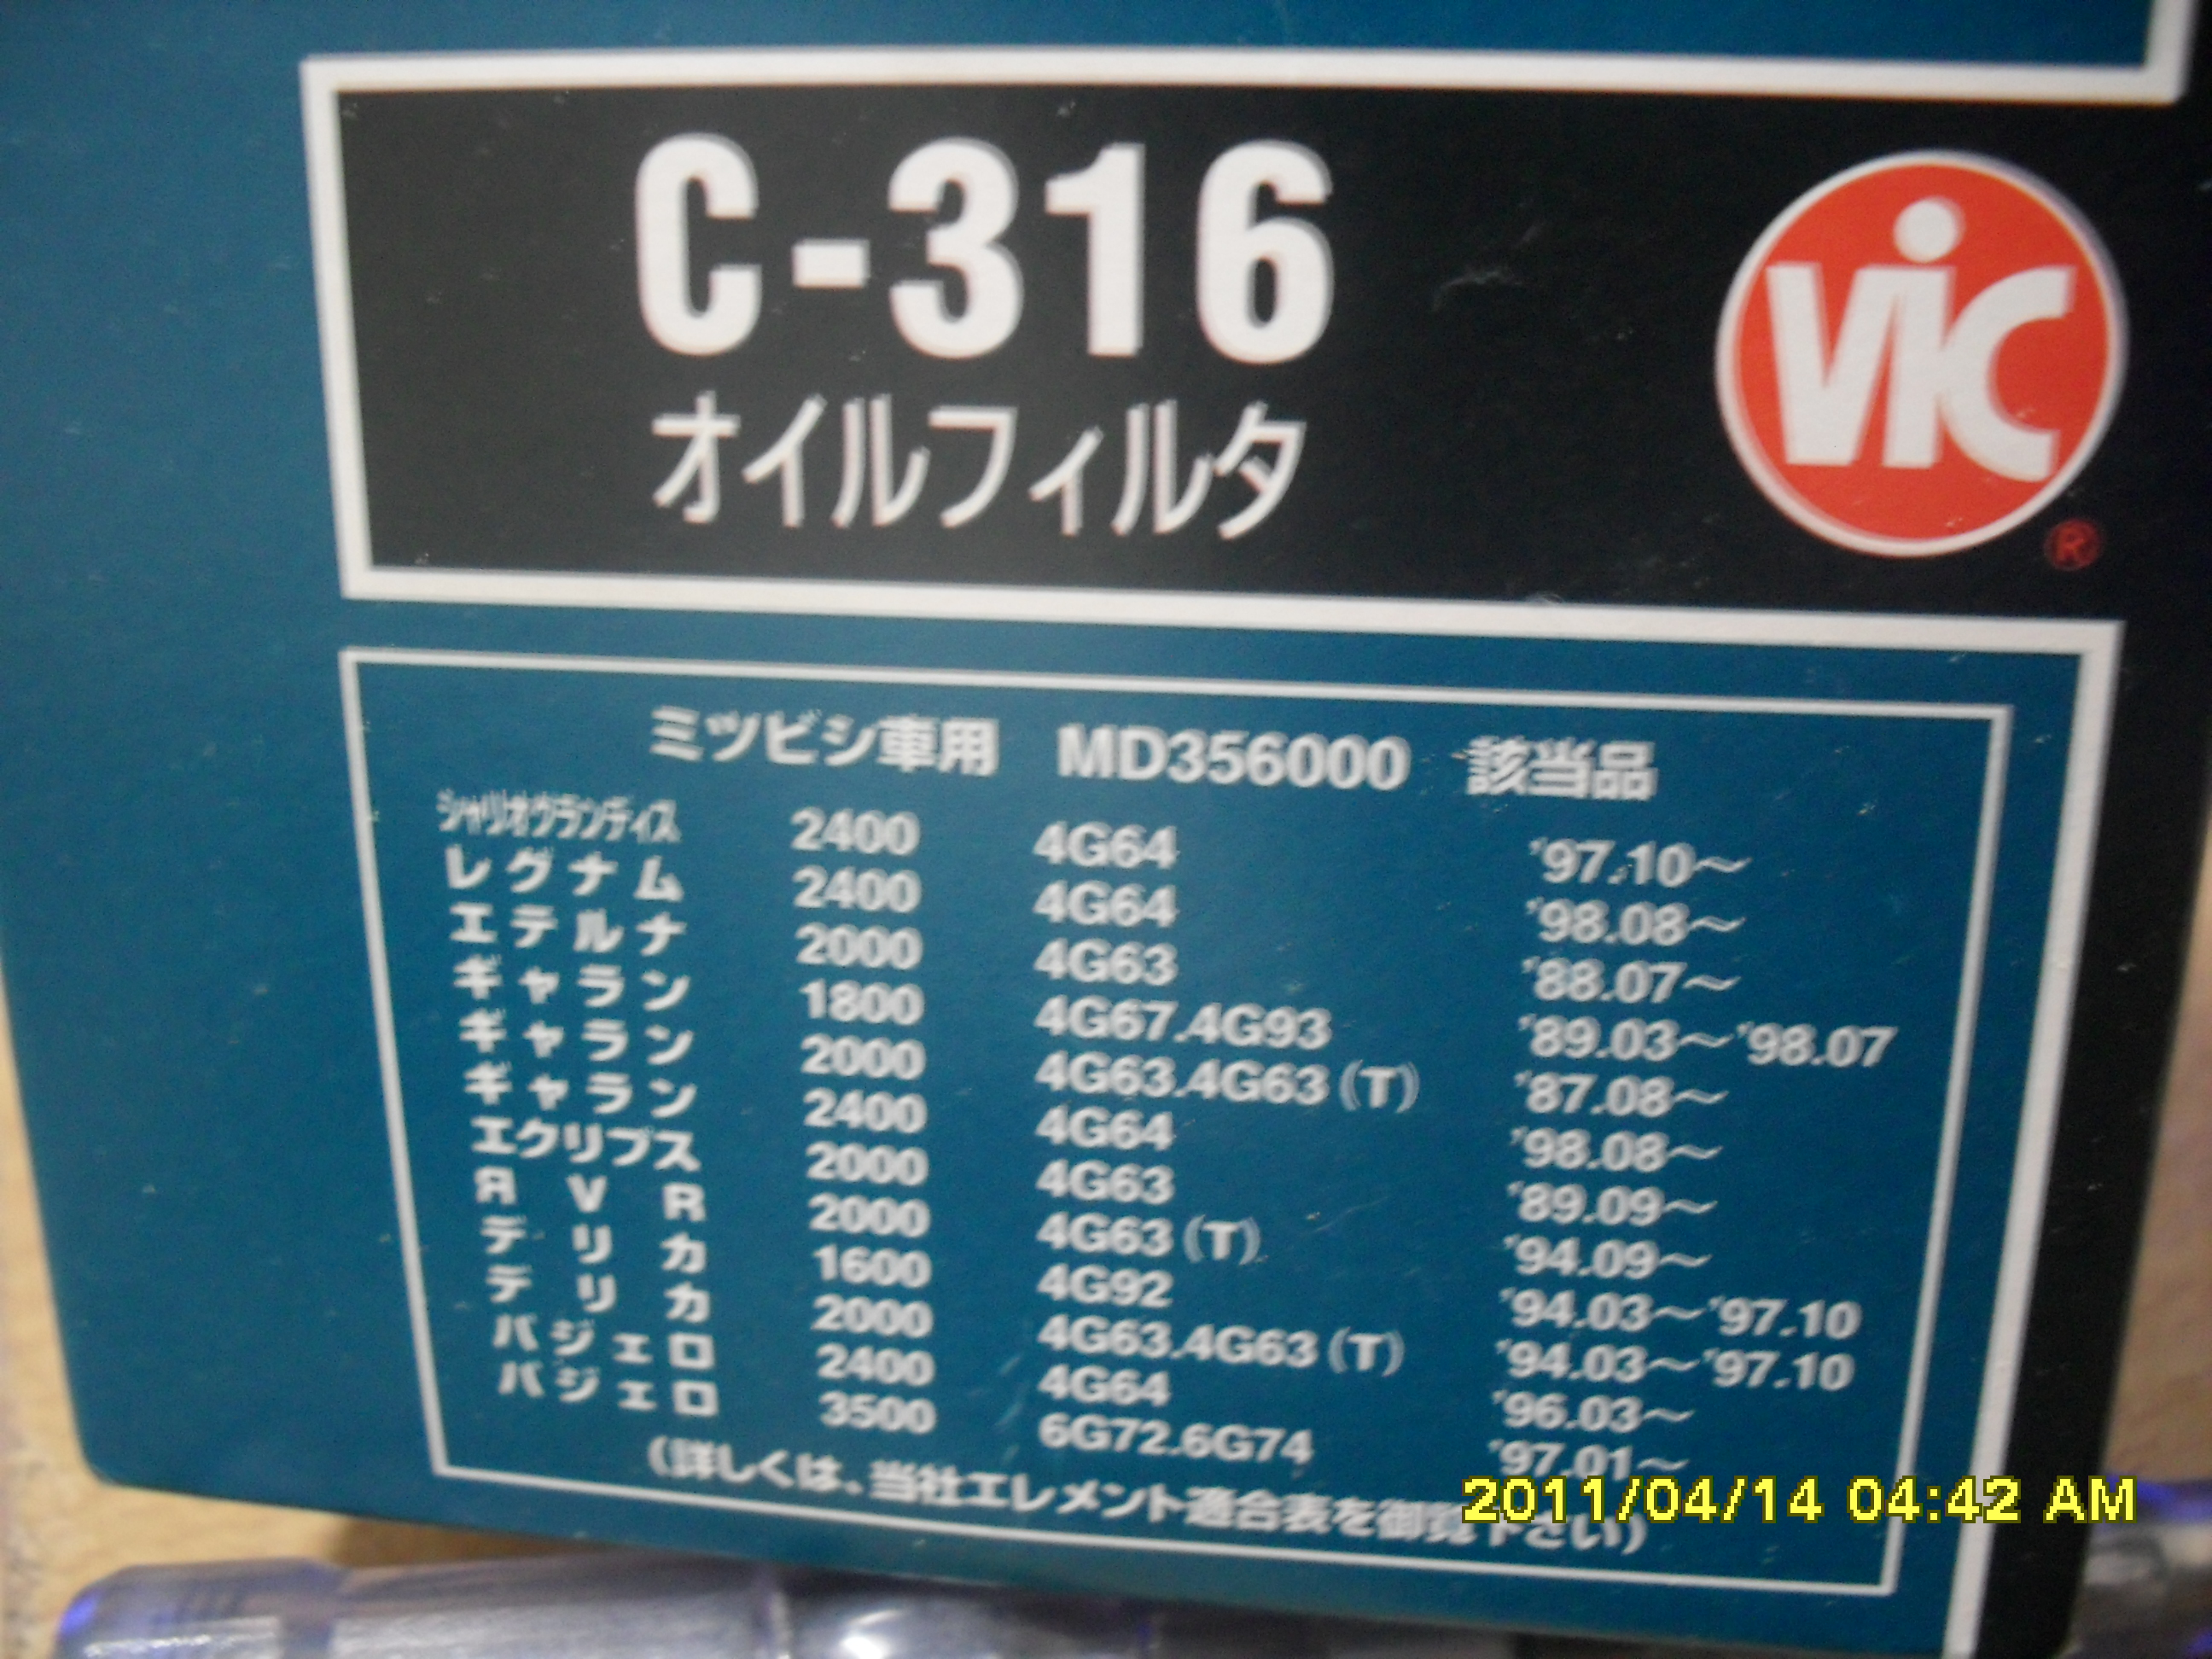 C-316
オイルフィルタ
ViC
®
ミツビシ車用 MD356000 該当品
シャリオグランディス 2400 4G64 '97.10〜
レグナム 2400 4G64 '98.08〜
エテルナ 2000 4G63 '88.07〜
ギャラン 1800 4G67.4G93 '89.03〜'98.07
ギャラン 2000 4G63.4G63(T) '87.08〜
ギャラン 2400 4G64 '98.08〜
エクリプス 2000 4G63 '89.09〜
ЯVR 2000 4G63(T) '94.09〜
デリカ 1600 4G92 '94.03〜'97.10
デリカ 2000 4G63.4G63(T) '94.03〜'97.10
パジェロ 2400 4G64 '96.03〜
パジェロ 3500 6G72.6G74 '97.01〜
(詳しくは、当社エレメント適合表を御覧下さい)
2011/04/14 04:42 AM